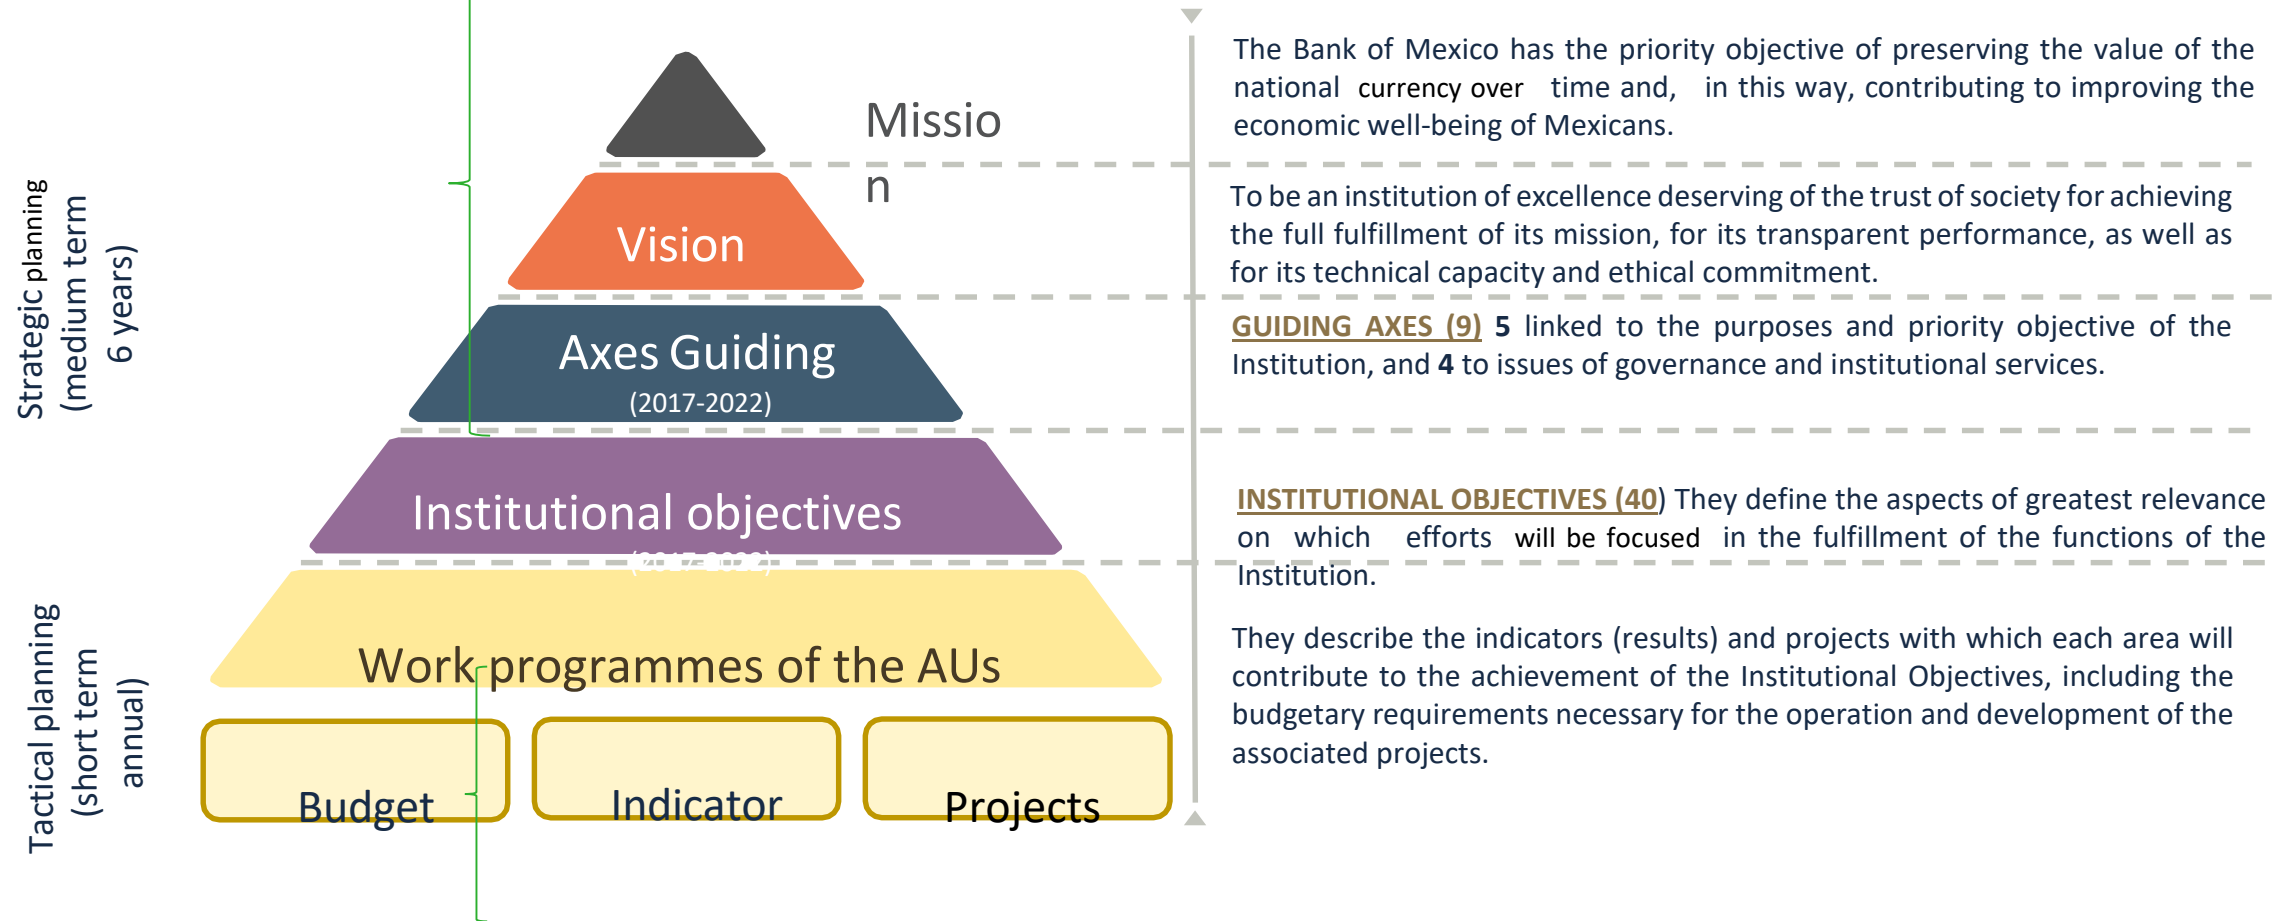 Strategic planning
(medium term
6 years)
Tactical planning
(short term
annual)
Missio
n
Vision
Axes Guiding
(2017-2022)
Institutional objectives
(2017-2022)
Work programmes of the AUs
Budget
Indicator
Projects
The Bank of Mexico has the priority objective of preserving the value of the
national currency over time and, in this way, contributing to improving the
economic well-being of Mexicans.
To be an institution of excellence deserving of the trust of society for achieving
the full fulfillment of its mission, for its transparent performance, as well as
for its technical capacity and ethical commitment.
GUIDING AXES (9) 5 linked to the purposes and priority objective of the
Institution, and 4 to issues of governance and institutional services.
INSTITUTIONAL OBJECTIVES (40) They define the aspects of greatest relevance
on which efforts will be focused in the fulfillment of the functions of the
Institution.
They describe the indicators (results) and projects with which each area will
contribute to the achievement of the Institutional Objectives, including the
budgetary requirements necessary for the operation and development of the
associated projects.